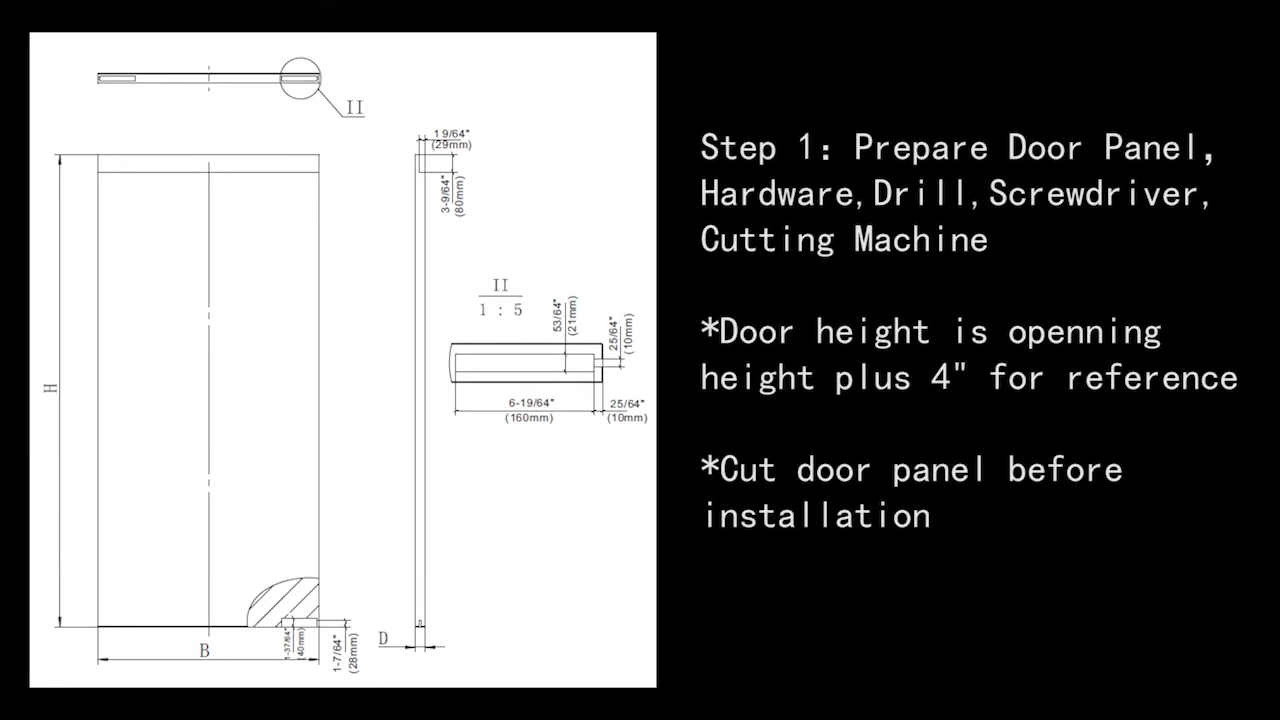 II
1 9/64"
(29mm)
3-9/64"
(80mm)
II
1 : 5
53/64"
(21mm)
25/64"
(10mm)
6-19/64"
(160mm)
25/64"
(10mm)
H
B
1-37/64"
(40mm)
1-7/64"
(28mm)
D
Step 1: Prepare Door Panel,
Hardware,Drill,Screwdriver,
Cutting Machine
*Door height is openning
height plus 4" for reference
*Cut door panel before
installation